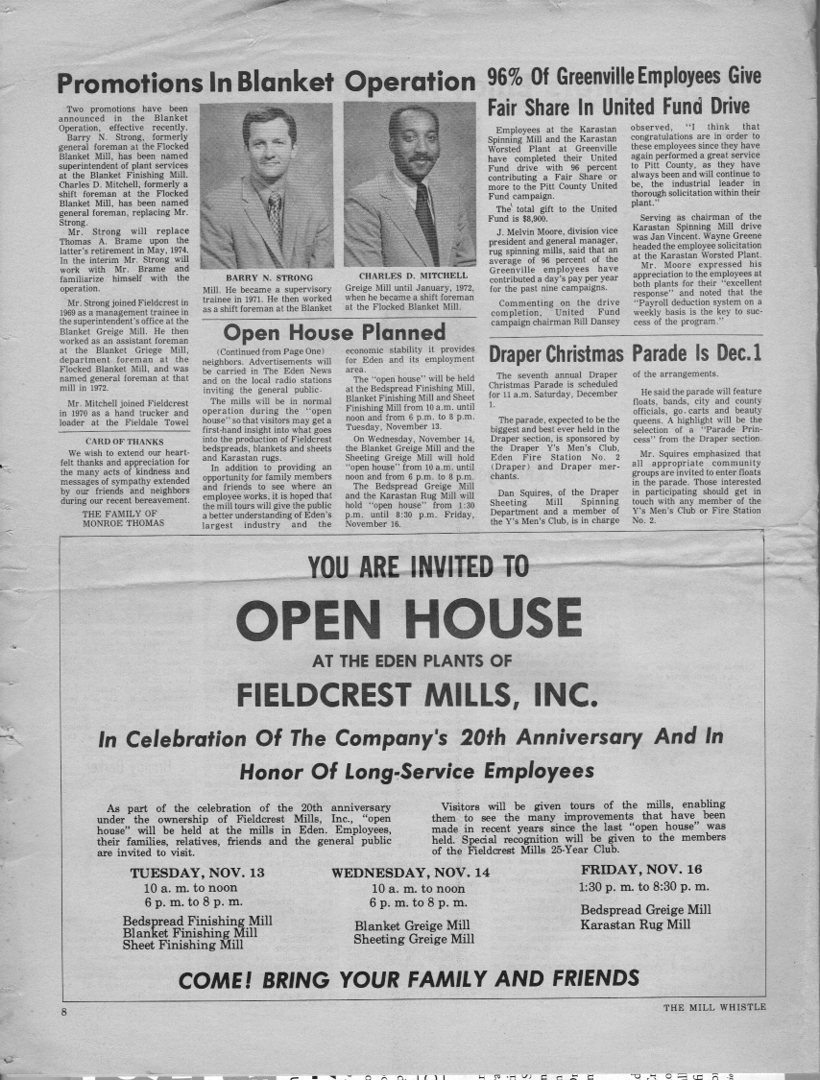 Promotions In Blanket Operation
Two promotions have been
announced in the Blanket
Operation, effective recently.
Barry N. Strong, formerly
general foreman at the Flocked
Blanket Mill, has been named
superintendent of plant services
at the Blanket Finishing Mill.
Charles D. Mitchell, formerly a
shift foreman at the Flocked
Blanket Mill, has been named
general foreman, replacing Mr.
Strong.
Mr. Strong will replace
Thomas A. Brame upon the
latter's retirement in May, 1974.
In the interim Mr. Strong will
work with Mr. Brame and
familiarize himself with the
operation.
Mr. Strong joined Fieldcrest in
1969 as a management trainee in
the superintendent's office at the
Blanket Greige Mill. He then
worked as an assistant foreman
at the Blanket Griege Mill,
department foreman at the
Flocked Blanket Mill, and was
named general foreman at that
mill in 1972.
Mr. Mitchell joined Fieldcrest
in 1970 as a hand trucker and
loader at the Fieldale Towel
BARRY N. STRONG
Mill. He became a supervisory
trainee in 1971. He then worked
as a shift foreman at the Blanket
CHARLES D. MITCHELL
Greige Mill until January, 1972,
when he became a shift foreman
at the Flocked Blanket Mill.
CARD OF THANKS
We wish to extend our heart-
felt thanks and appreciation for
the many acts of kindness and
messages of sympathy extended
by our friends and neighbors
during our recent bereavement.
THE FAMILY OF
MONROE THOMAS
Open House Planned
(Continued from Page One)
neighbors. Advertisements will
be carried in The Eden News
and on the local radio stations
inviting the general public.
The mills will be in normal
operation during the "open
house" so that visitors may get a
first-hand insight into what goes
into the production of Fieldcrest
bedspreads, blankets and sheets
and Karastan rugs.
In addition to providing an
opportunity for family members
and friends to see where an
employee works, it is hoped that
the mill tours will give the public
a better understanding of Eden's
largest industry and the
economic stability it provides
for Eden and its employment
area.
The "open house" will be held
at the Bedspread Finishing Mill,
Blanket Finishing Mill and Sheet
Finishing Mill from 10 a.m. until
noon and from 6 p.m. to 8 p.m.
Tuesday, November 13.
On Wednesday, November 14,
the Blanket Greige Mill and the
Sheeting Greige Mill will hold
"open house" from 10 a.m. until
noon and from 6 p.m. to 8 p.m.
The Bedspread Greige Mill
and the Karastan Rug Mill will
hold "open house" from 1:30
p.m. until 8:30 p.m. Friday,
November 16.
96% Of Greenville Employees Give
Fair Share In United Fund Drive
Employees at the Karastan
Spinning Mill and the Karastan
Worsted Plant at Greenville
have completed their United
Fund drive with 96 percent
contributing a Fair Share or
more to the Pitt County United
Fund campaign.
The total gift to the United
Fund is $8,900.
J. Melvin Moore, division vice
president and general manager,
rug spinning mills, said that an
average of 96 percent of the
Greenville employees have
contributed a day's pay per year
for the past nine campaigns.
Commenting on the drive
completion, United Fund
campaign chairman Bill Dansey
observed, "I think that
congratulations are in order to
these employees since they have
again performed a great service
to Pitt County, as they have
always been and will continue to
be, the industrial leader in
thorough solicitation within their
plant."
Serving as chairman of the
Karastan Spinning Mill drive
was Jan Vincent. Wayne Greene
headed the employee solicitation
at the Karastan Worsted Plant.
Mr. Moore expressed his
appreciation to the employees at
both plants for their "excellent
response" and noted that the
"Payroll deduction system on a
weekly basis is the key to suc-
cess of the program."
Draper Christmas Parade Is Dec. 1
The seventh annual Draper
Christmas Parade is scheduled
for 11 a.m. Saturday, December
1.
The parade, expected to be the
biggest and best ever held in the
Draper section, is sponsored by
the Draper Y's Men's Club,
Eden Fire Station No. 2
(Draper) and Draper mer-
chants.
Dan Squires, of the Draper
Sheeting Mill Spinning
Department and a member of
the Y's Men's Club, is in charge
of the arrangements.
He said the parade will feature
floats, bands, city and county
officials, go carts and beauty
queens. A highlight will be the
selection of a "Parade Prin-
cess" from the Draper section.
Mr. Squires emphasized that
all appropriate community
groups are invited to enter floats
in the parade. Those interested
in participating should get in
touch with any member of the
Y's Men's Club or Fire Station
No. 2.
YOU ARE INVITED TO
OPEN HOUSE
AT THE EDEN PLANTS OF
FIELDCREST MILLS, INC.
In Celebration Of The Company's 20th Anniversary And In
Honor Of Long-Service Employees
As part of the celebration of the 20th anniversary
under the ownership of Fieldcrest Mills, Inc., "open
house" will be held at the mills in Eden. Employees,
their families, relatives, friends and the general public
are invited to visit.
Visitors will be given tours of the mills, enabling
them to see the many improvements that have been
made in recent years since the last "open house" was
held. Special recognition will be given to the members
of the Fieldcrest Mills 25-Year Club.
TUESDAY, NOV. 13
10 a. m. to noon
6 p. m. to 8 p. m.
Bedspread Finishing Mill
Blanket Finishing Mill
Sheet Finishing Mill
WEDNESDAY, NOV. 14
10 a. m. to noon
6 p. m. to 8 p. m.
Blanket Greige Mill
Sheeting Greige Mill
FRIDAY, NOV. 16
1:30 p. m. to 8:30 p. m.
Bedspread Greige Mill
Karastan Rug Mill
COME! BRING YOUR FAMILY AND FRIENDS
8
THE MILL WHISTLE